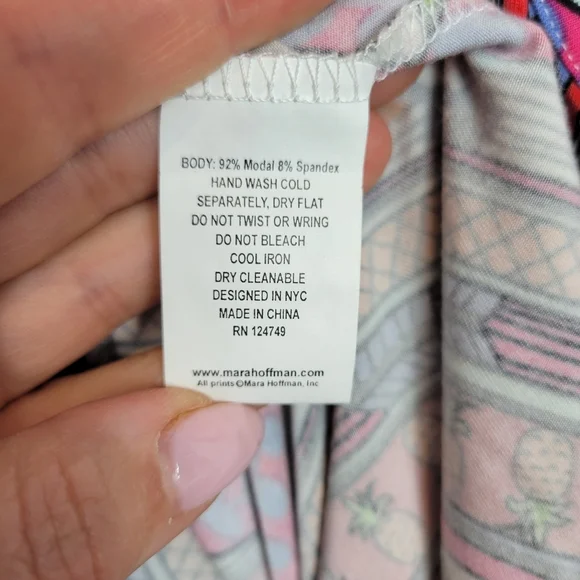 BODY: 92% Modal 8% Spandex
HAND WASH COLD
SEPARATELY, DRY FLAT
DO NOT TWIST OR WRING
DO NOT BLEACH
COOL IRON
DRY CLEANABLE
DESIGNED IN NYC
MADE IN CHINA
RN 124749
www.marahoffman.com
All prints ©Mara Hoffman, Inc